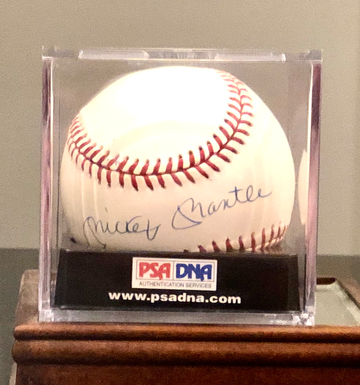 Mickey Mantle
PSA DNA
AUTHENTICATION SERVICES
www.psadna.com